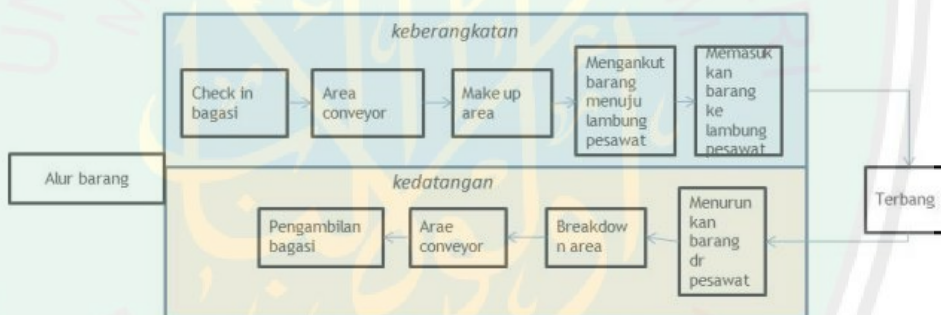 keberangkatan
Check in
bagasi
Area
conveyor
Make up
area
Mengankut
barang
menuju
lambung
pesawat
Memasuk
kan
barang
ke
lambung
pesawat
Alur barang
Terbang
kedatangan
Pengambilan
bagasi
Arae
conveyor
Breakdow
n area
Menurun
kan
barang
dr
pesawat